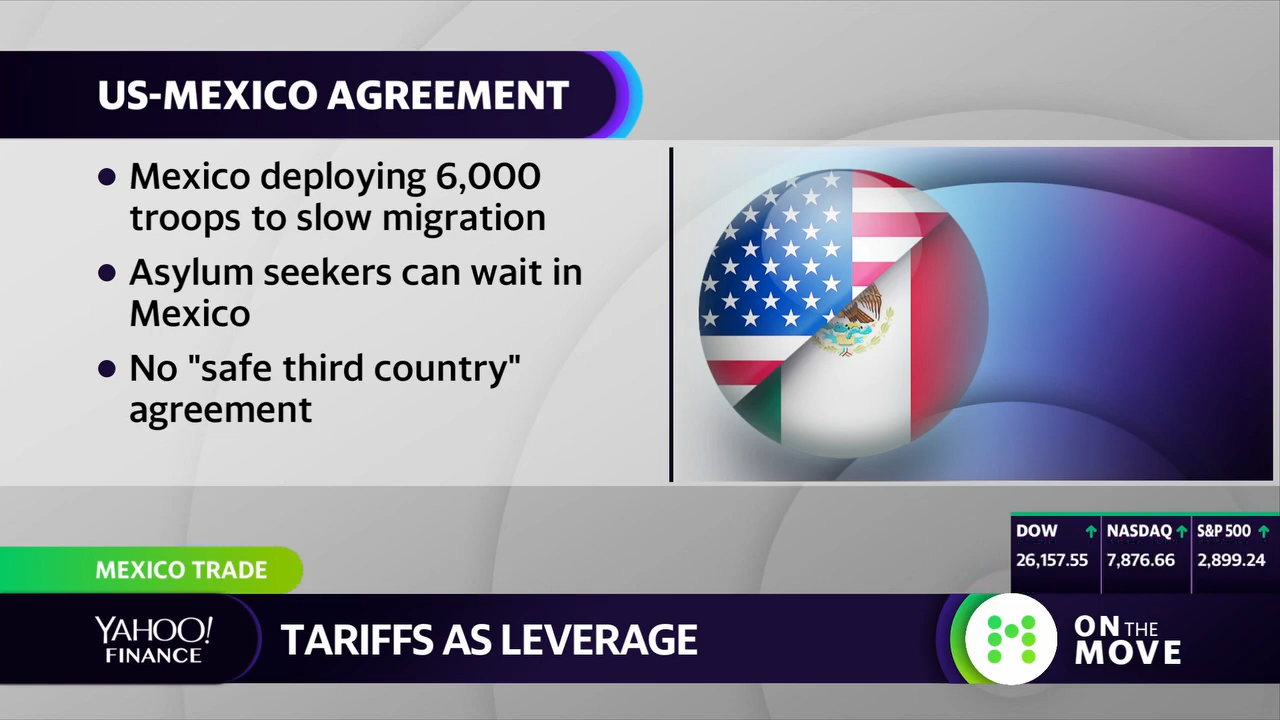 US-MEXICO AGREEMENT
• Mexico deploying 6,000
troops to slow migration
• Asylum seekers can wait in
Mexico
• No "safe third country"
agreement
DOW ↑ NASDAQ ↑ S&P 500 ↑
26,157.55 7,876.66 2,899.24
MEXICO TRADE
YAHOO!
FINANCE
TARIFFS AS LEVERAGE
ON THE
MOVE